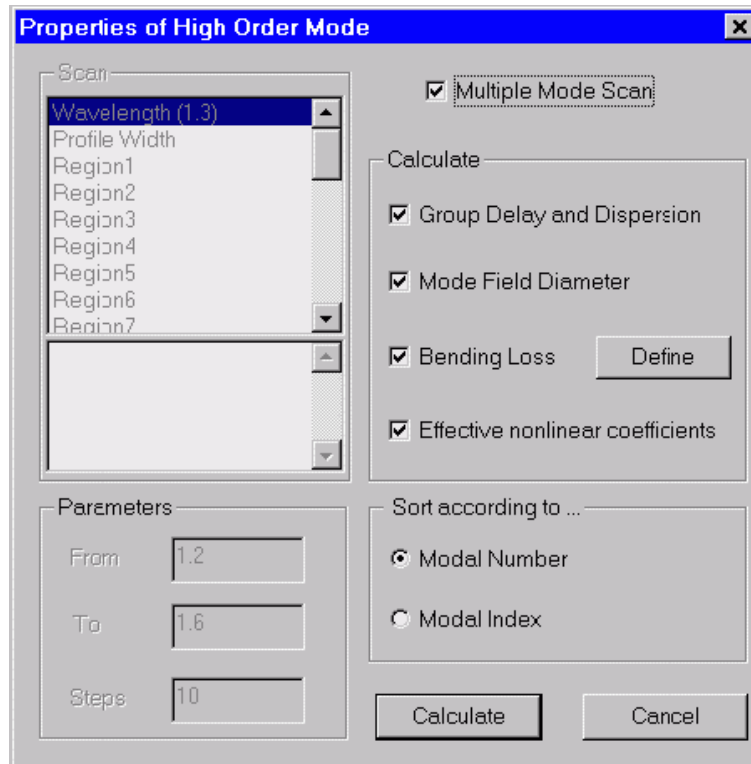 Properties of High Order Mode
Scan
Wavelength (1.3)
Profile Width
Region1
Region2
Region3
Region4
Region5
Region6
Region7
Multiple Mode Scan
Calculate
Group Delay and Dispersion
Mode Field Diameter
Bending Loss
Define
Effective nonlinear coefficients
Parameters
From 1.2
To 1.6
Steps 10
Sort according to ...
Modal Number
Modal Index
Calculate
Cancel